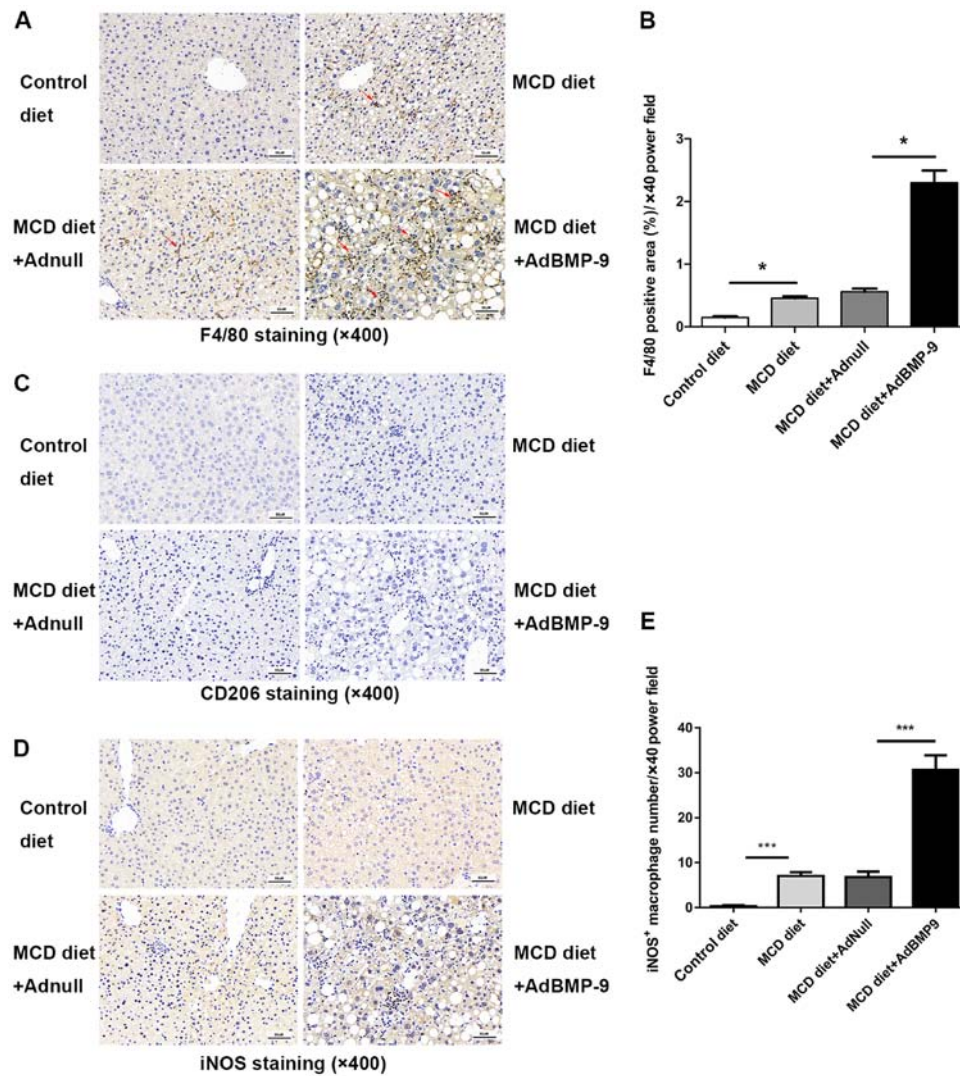 A
Control
diet
MCD diet
MCD diet
+Adnull
MCD diet
+AdBMP-9
F4/80 staining (×400)
B
F4/80 positive area (%)/ ×40 power field
3
2
1
0
*
*
Control diet
MCD diet
MCD diet+Adnull
MCD diet+AdBMP-9
C
Control
diet
MCD diet
MCD diet
+Adnull
MCD diet
+AdBMP-9
CD206 staining (×400)
D
Control
diet
MCD diet
MCD diet
+Adnull
MCD diet
+AdBMP-9
iNOS staining (×400)
E
iNOS⁺ macrophage number/×40 power field
40
30
20
10
0
***
***
Control diet
MCD diet
MCD diet+AdNull
MCD diet+AdBMP9